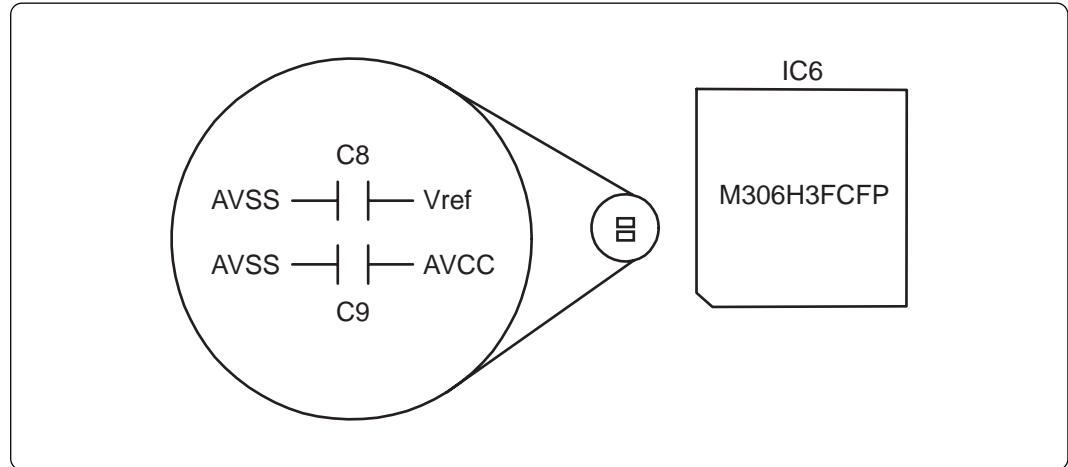 IC6
M306H3FCFP
C8
AVSS Vref
AVSS AVCC
C9